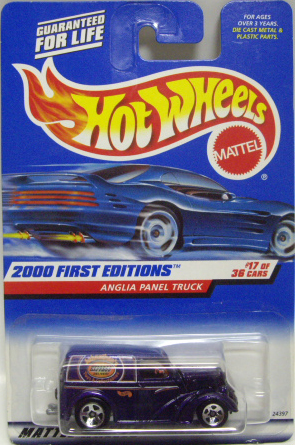 GUARANTEED
FOR LIFE
FOR AGES
OVER 3 YEARS.
DIE CAST METAL &
PLASTIC PARTS.
HOT WHEELS
MATTEL
®
2000 FIRST EDITIONS™
#17 OF
36 CARS
ANGLIA PANEL TRUCK
24397